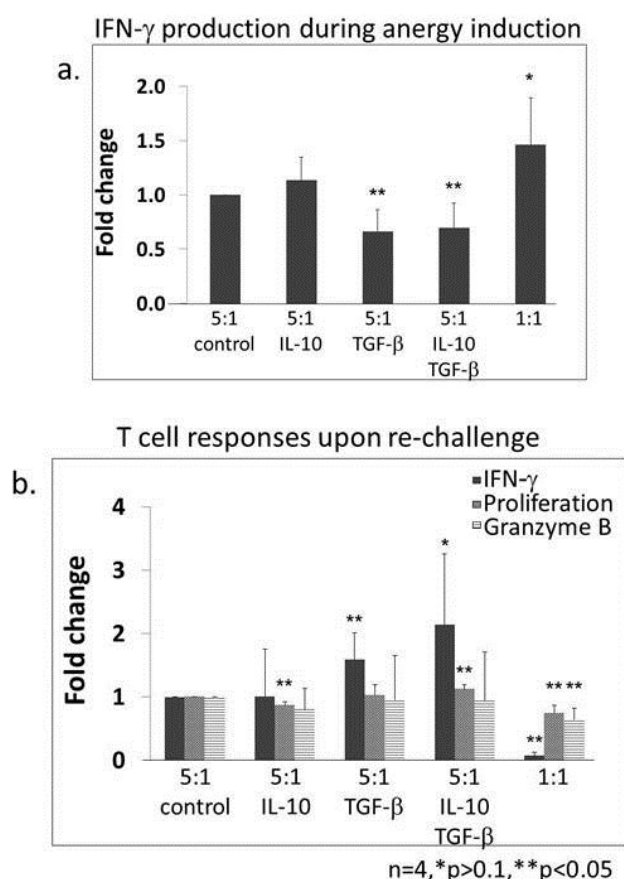 IFN-γ production during anergy induction
a.
Fold change
2.0
1.5
1.0
0.5
0.0
**
**
*
5:1 5:1 5:1 5:1 1:1
control IL-10 TGF-β IL-10
TGF-β
T cell responses upon re-challenge
b.
IFN-γ
Proliferation
Granzyme B
Fold change
4
3
2
1
0
**
**
*
**
**
** **
5:1 5:1 5:1 5:1 1:1
control IL-10 TGF-β IL-10
TGF-β
n=4,*p>0.1,**p<0.05